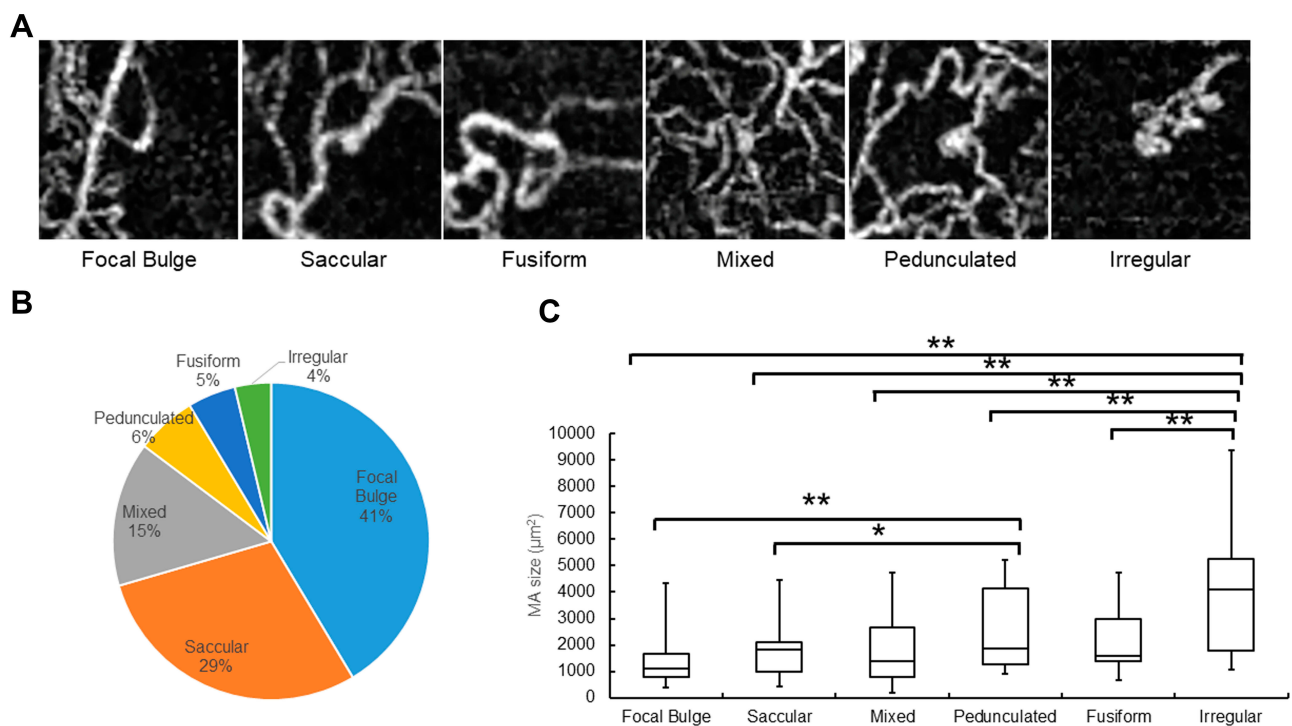 A
Focal Bulge
Saccular
Fusiform
Mixed
Pedunculated
Irregular
B
Fusiform
5%
Irregular
4%
Pedunculated
6%
Mixed
15%
Focal
Bulge
41%
Saccular
29%
C
**
**
**
**
**
**
*
MA size (µm²)
10000
9000
8000
7000
6000
5000
4000
3000
2000
1000
0
Focal Bulge
Saccular
Mixed
Pedunculated
Fusiform
Irregular